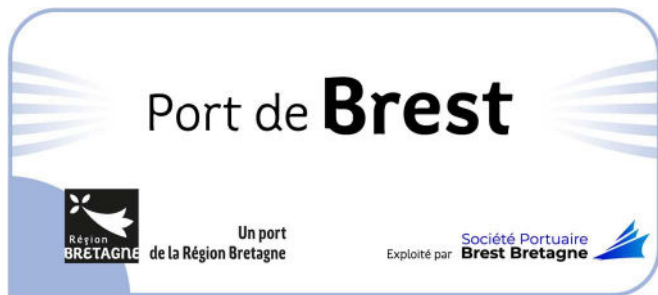 Port de Brest
Région
BRETAGNE
Un port
de la Région Bretagne
Exploité par
Société Portuaire
Brest Bretagne